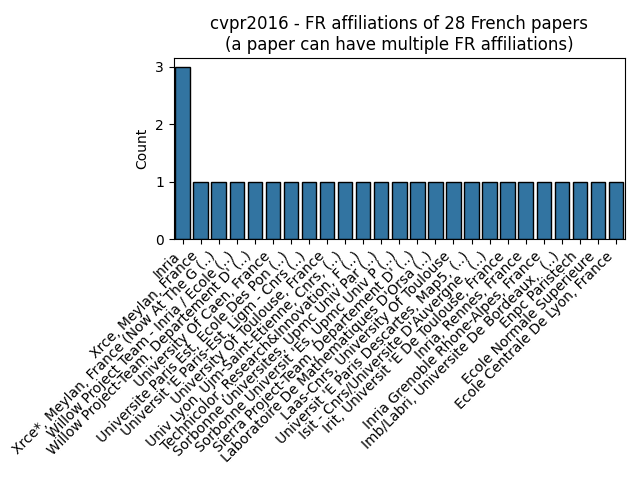 cvpr2016 - FR affiliations of 28 French papers
(a paper can have multiple FR affiliations)
Count
3
2
1
0
Inria
Xrce, Meylan, France
Xrce*, Meylan, France (Now At The G (..)
Willow Project Team - Inria / Ecole (..)
Willow Project-Team, Departement D'(..)
University Of Caen, France
Universite Paris Est, Ecole Des Pon (..)
Universit´E Paris-Est, Ligm - Cnrs (..)
University Of Toulouse, France
Univ Lyon, Ujm-Saint-Etienne, Cnrs, (..)
Technicolor, Research&Innovation, F(..)
Sorbonne Universites, Upmc Univ Par (..)
Sorbonne Universit´Es, Upmc Univ P(..)
Sierra Project-Team, Departement D' (..)
Laboratoire De Mathematiques D'Orsa (..)
Laas-Cnrs, University Of Toulouse
Universit´E Paris Descartes, Map5, (..)
Isit - Cnrs/Universite D'Auvergne, (..)
Irit, Universit´E De Toulouse, France
Inria, Rennes, France
Inria Grenoble Rhone-Alpes, France
Imb/Labri, Universite De Bordeaux,. (..)
Enpc Paristech
Ecole Normale Superieure
Ecole Centrale De Lyon, France